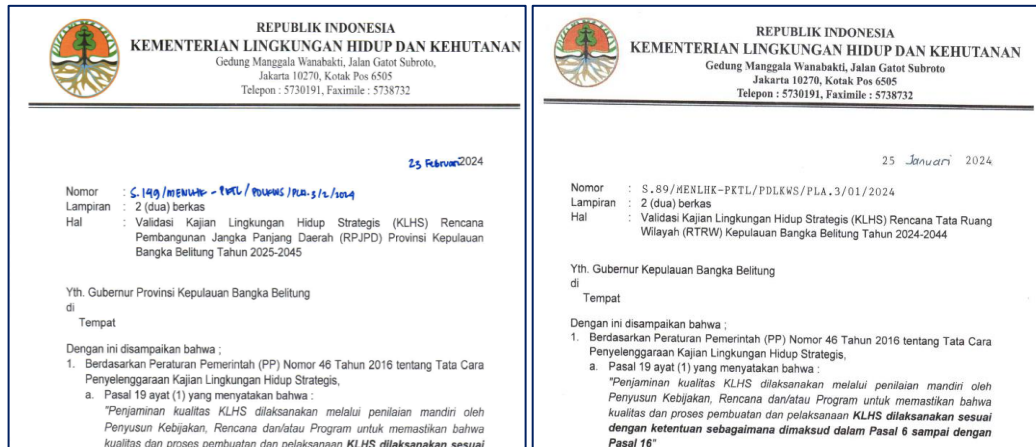 REPUBLIK INDONESIA
KEMENTERIAN LINGKUNGAN HIDUP DAN KEHUTANAN
Gedung Manggala Wanabakti, Jalan Gatot Subroto,
Jakarta 10270, Kotak Pos 6505
Telepon : 5730191, Faximile : 5738732
23 Februari 2024
Nomor : S.149/MENLHK-PKTL/PDLKWS/PLA.3/2/2024
Lampiran : 2 (dua) berkas
Hal : Validasi Kajian Lingkungan Hidup Strategis (KLHS) Rencana
Pembangunan Jangka Panjang Daerah (RPJPD) Provinsi Kepulauan
Bangka Belitung Tahun 2025-2045
Yth. Gubernur Provinsi Kepulauan Bangka Belitung
di
Tempat
Dengan ini disampaikan bahwa ;
1. Berdasarkan Peraturan Pemerintah (PP) Nomor 46 Tahun 2016 tentang Tata Cara
Penyelenggaraan Kajian Lingkungan Hidup Strategis,
a. Pasal 19 ayat (1) yang menyatakan bahwa :
"Penjaminan kualitas KLHS dilaksanakan melalui penilaian mandiri oleh
Penyusun Kebijakan, Rencana dan/atau Program untuk memastikan bahwa
kualitas dan proses pembuatan dan pelaksanaan KLHS dilaksanakan sesuai
REPUBLIK INDONESIA
KEMENTERIAN LINGKUNGAN HIDUP DAN KEHUTANAN
Gedung Manggala Wanabakti, Jalan Gatot Subroto
Jakarta 10270, Kotak Pos 6505
Telepon : 5730191, Faximile : 5738732
25 Januari 2024
Nomor : S.89/MENLHK-PKTL/PDLKWS/PLA.3/01/2024
Lampiran : 2 (dua) berkas
Hal : Validasi Kajian Lingkungan Hidup Strategis (KLHS) Rencana Tata Ruang
Wilayah (RTRW) Kepulauan Bangka Belitung Tahun 2024-2044
Yth. Gubernur Kepulauan Bangka Belitung
di
Tempat
Dengan ini disampaikan bahwa :
1. Berdasarkan Peraturan Pemerintah (PP) Nomor 46 Tahun 2016 tentang Tata Cara
Penyelenggaraan Kajian Lingkungan Hidup Strategis,
a. Pasal 19 ayat (1) yang menyatakan bahwa :
"Penjaminan kualitas KLHS dilaksanakan melalui penilaian mandiri oleh
Penyusun Kebijakan, Rencana dan/atau Program untuk memastikan bahwa
kualitas dan proses pembuatan dan pelaksanaan KLHS dilaksanakan sesuai
dengan ketentuan sebagaimana dimaksud dalam Pasal 6 sampai dengan
Pasal 16"